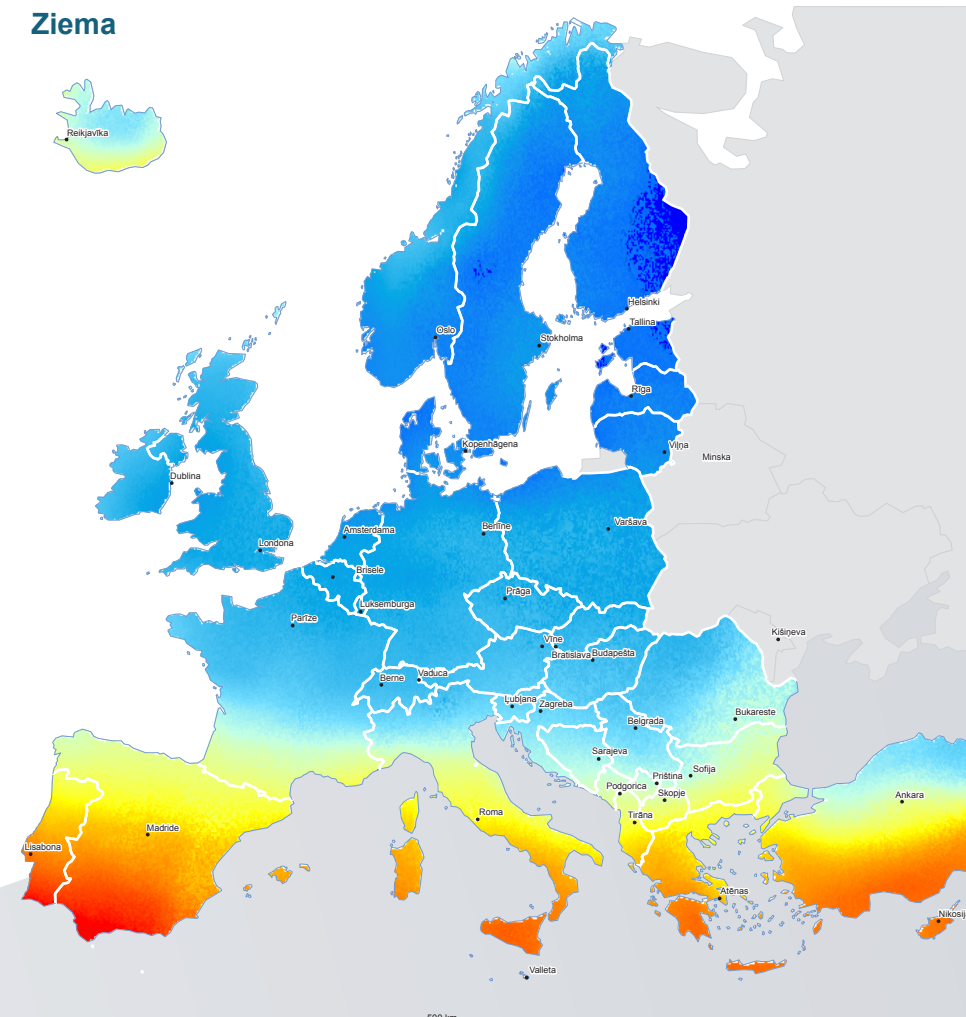 Ziema
Reikjavīka
Helsinki
Tallina
Oslo
Stokholma
Rīga
Kopenhāgena
Viļņa
Minska
Dublina
Varšava
Berlīne
Amsterdama
Londona
Brisele
Prāga
Luksemburga
Parīze
Kišiņeva
Vīne
Bratislava
Budapešta
Vaduca
Berne
Ļubļana
Zagreba
Bukareste
Belgrada
Sarajeva
Sofija
Priština
Podgorica
Skopje
Ankara
Tirāna
Roma
Madride
Lisabona
Atēnas
Nikosij
Valleta